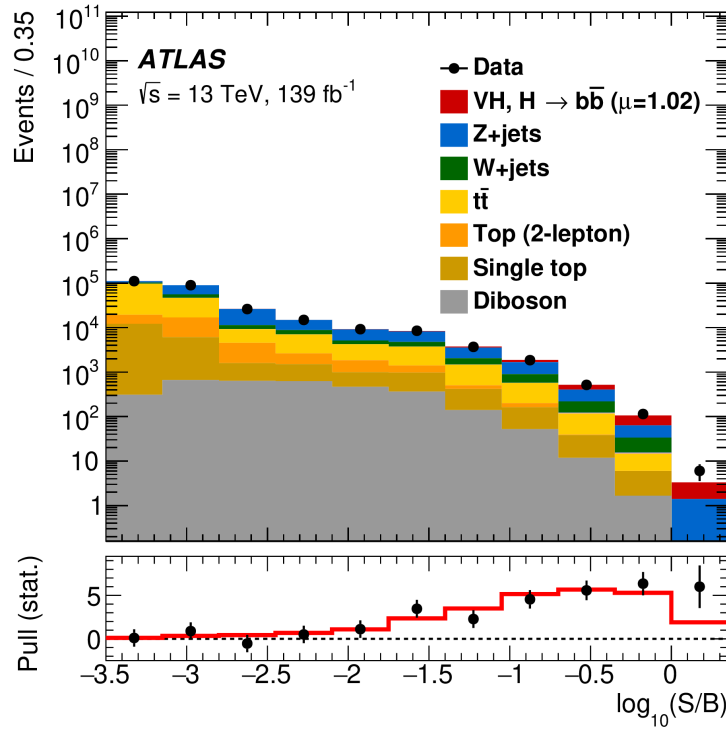 Events / 0.35
10¹¹
10¹⁰
10⁹
10⁸
10⁷
10⁶
10⁵
10⁴
10³
10²
10
1
ATLAS
√s = 13 TeV, 139 fb⁻¹
Data
VH, H → bb̄ (μ=1.02)
Z+jets
W+jets
tt̄
Top (2-lepton)
Single top
Diboson
Pull (stat.)
5
0
−3.5 −3 −2.5 −2 −1.5 −1 −0.5 0
log₁₀(S/B)